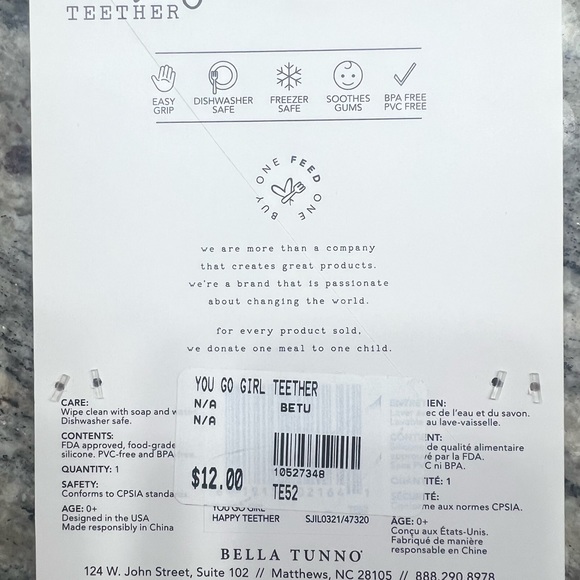 TEETHER
EASY GRIP
DISHWASHER SAFE
FREEZER SAFE
SOOTHES GUMS
BPA FREE PVC FREE
BUY ONE FEED ONE
we are more than a company
that creates great products.
we're a brand that is passionate
about changing the world.
for every product sold,
we donate one meal to one child.
CARE:
Wipe clean with soap and
Dishwasher safe.
CONTENTS:
FDA approved, food-grade
silicone. PVC-free and BPA
QUANTITY: 1
SAFETY:
Conforms to CPSIA
AGE: 0+
Designed in the USA
Made responsibly in China
YOU GO GIRL TEETHER
N/A BETU
N/A
10527348
$12.00
TE52
YOU GO GIRL
HAPPY TEETHER SJIL0321/47320
de l'eau et du savon.
au lave-vaisselle.
de qualité alimentaire
par la FDA.
ni BPA.
: 1
aux normes CPSIA.
ÂGE: 0+
Conçu aux États-Unis.
Fabriqué de manière
responsable en Chine
BELLA TUNNO
124 W. John Street, Suite 102 // Matthews, NC 28105 // 888.290.8978